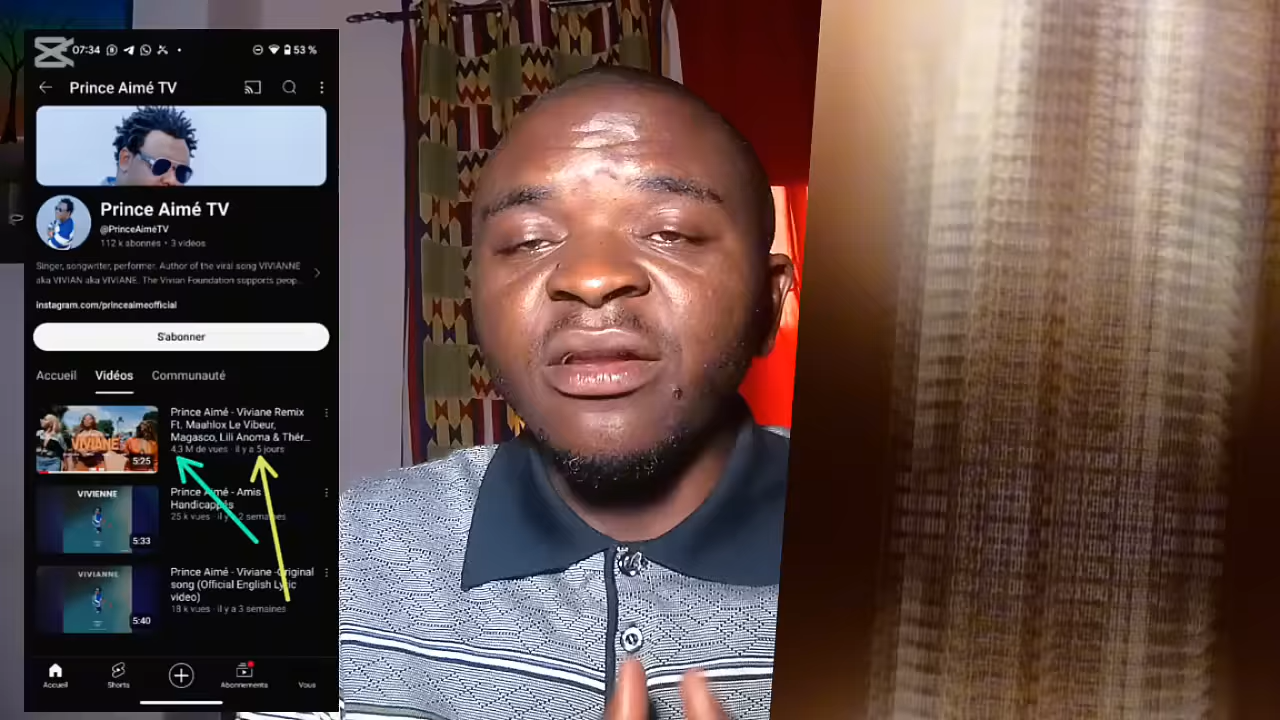 07:34
53 %
Prince Aimé TV
Prince Aimé TV
@PrinceAiméTV
112 k abonnés • 3 vidéos
Singer, songwriter, performer. Author of the viral song VIVIANNE
aka VIVIAN aka VIVIANE. The Vivian Foundation supports peop...
instagram.com/princeaimeofficial
S'abonner
Accueil Vidéos Communauté
VIVIANE
5:25
Prince Aimé - Viviane Remix
Ft. Maahlox Le Vibeur,
Magasco, Lili Anoma & Thér...
4,3 M de vues · il y a 5 jours
VIVIENNE
5:33
Prince Aimé - Amis
Handicappés
25 k vues · il y a 2 semaines
VIVIANNE
5:40
Prince Aimé - Viviane -Original
song (Official English Lyric
video)
18 k vues · il y a 3 semaines
Accueil Shorts Abonnements Vous